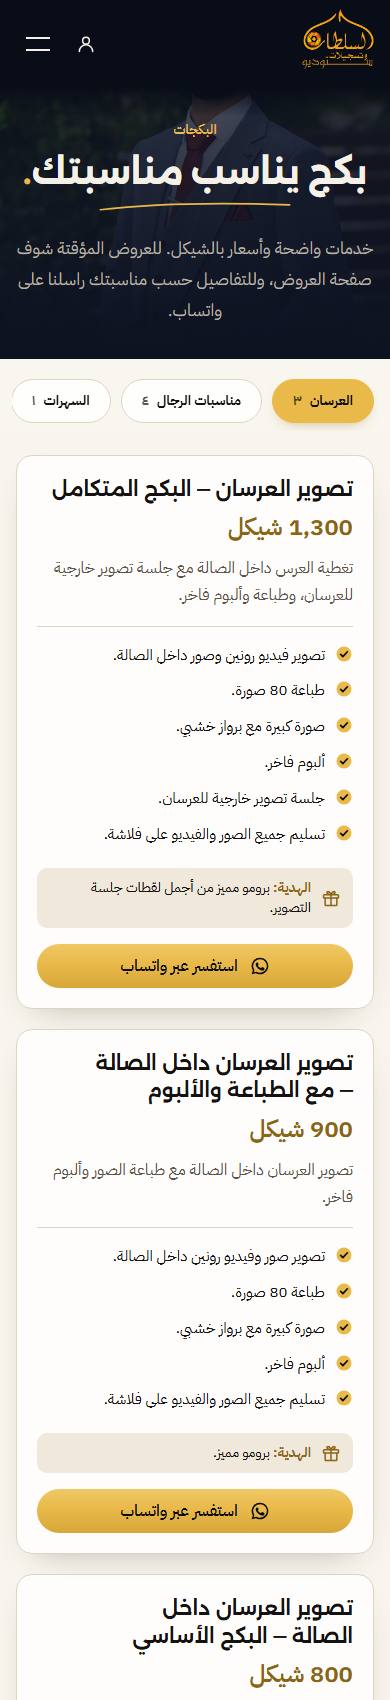 السلطان
وتسجيلات
ستوديو
البكجات
بكج يناسب مناسبتك.
خدمات واضحة وأسعار بالشيكل. للعروض المؤقتة شوف
صفحة العروض، وللتفاصيل حسب مناسبتك راسلنا على
واتساب.
العرسان ٣
مناسبات الرجال ٤
السهرات ١
تصوير العرسان – البكج المتكامل
1,300 شيكل
تغطية العرس داخل الصالة مع جلسة تصوير خارجية
للعرسان، وطباعة وألبوم فاخر.
تصوير فيديو رونين وصور داخل الصالة.
طباعة 80 صورة.
صورة كبيرة مع برواز خشبي.
ألبوم فاخر.
جلسة تصوير خارجية للعرسان.
تسليم جميع الصور والفيديو على فلاشة.
الهدية: برومو مميز من أجمل لقطات جلسة
التصوير.
استفسر عبر واتساب
تصوير العرسان داخل الصالة
– مع الطباعة والألبوم
900 شيكل
تصوير العرسان داخل الصالة مع طباعة الصور وألبوم
فاخر.
تصوير صور وفيديو رونين داخل الصالة.
طباعة 80 صورة.
صورة كبيرة مع برواز خشبي.
ألبوم فاخر.
تسليم جميع الصور والفيديو على فلاشة.
الهدية: برومو مميز.
استفسر عبر واتساب
تصوير العرسان داخل
الصالة – البكج الأساسي
800 شيكل